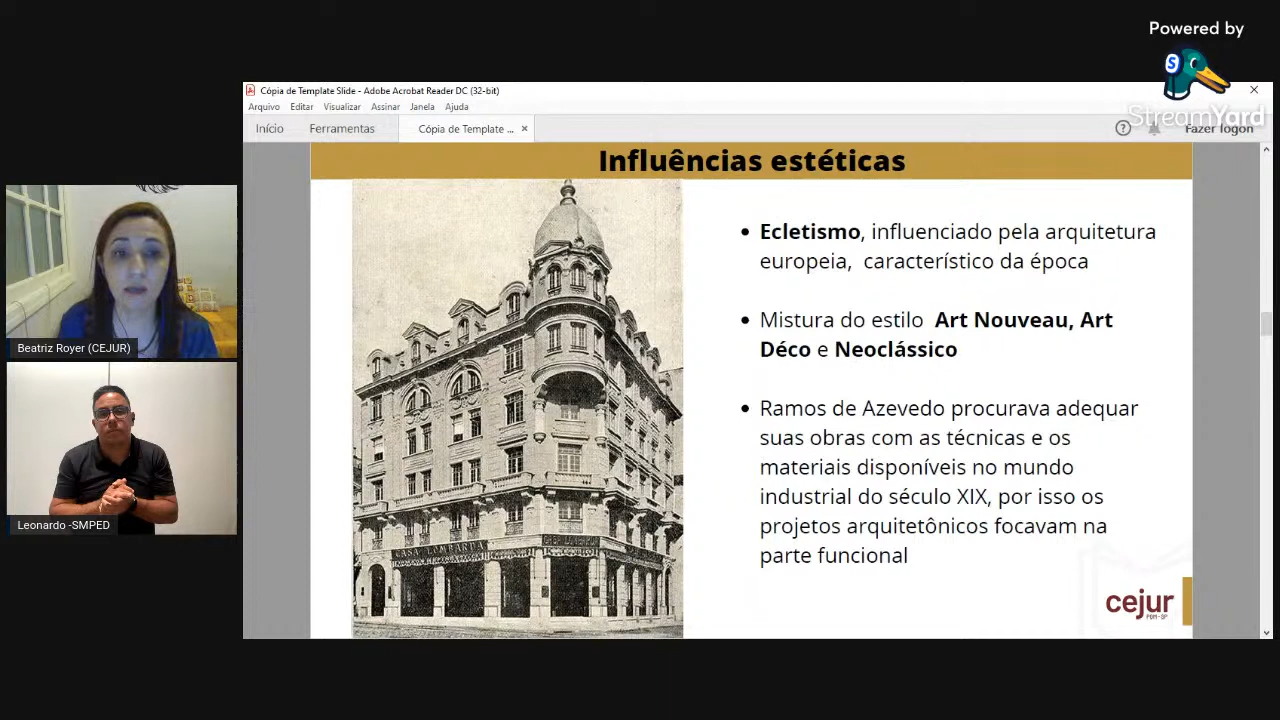 Powered by
StreamYard
Cópia de Template Slide - Adobe Acrobat Reader DC (32-bit)
Arquivo Editar Visualizar Assinar Janela Ajuda
Início Ferramentas Cópia de Template ... × ? Fazer logon
Influências estéticas
• Ecletismo, influenciado pela arquitetura
europeia, característico da época
• Mistura do estilo Art Nouveau, Art
Déco e Neoclássico
• Ramos de Azevedo procurava adequar
suas obras com as técnicas e os
materiais disponíveis no mundo
industrial do século XIX, por isso os
projetos arquitetônicos focavam na
parte funcional
CASA LOMBARDA
cejur
PGM-SP
Beatriz Royer (CEJUR)
Leonardo -SMPED